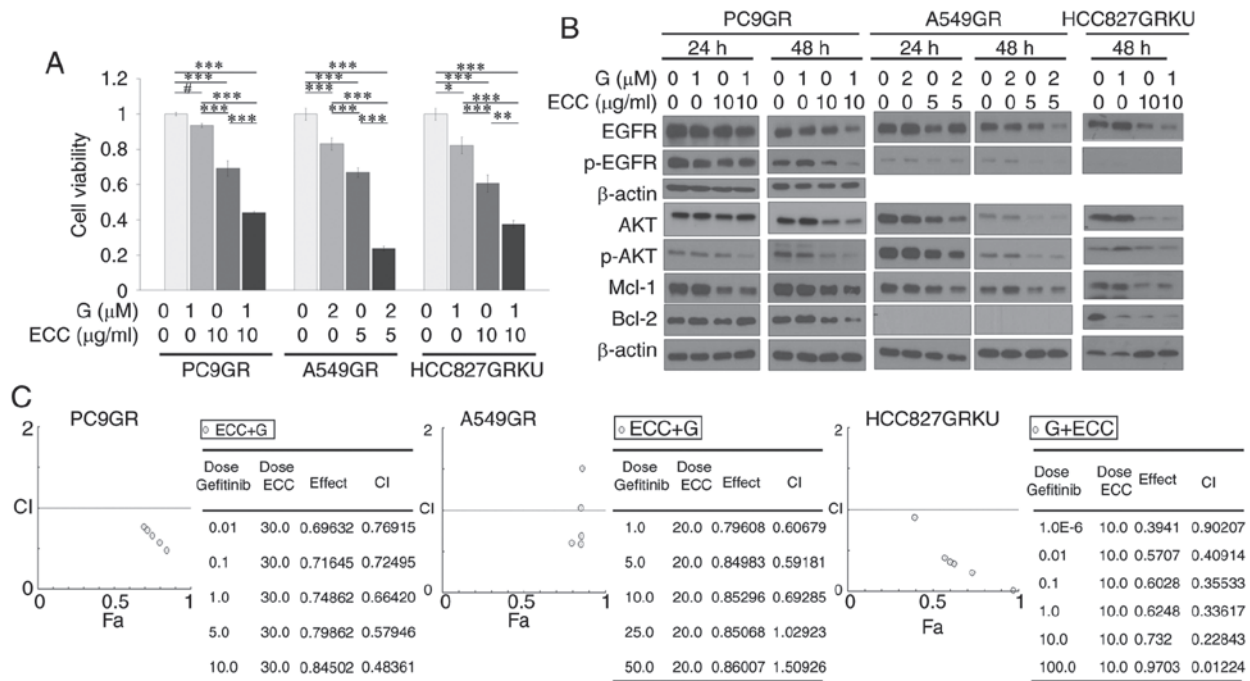 A
Cell viability
1.2
1
0.8
0.6
0.4
0.2
0
*** *** ***
*** *** ***
# *** *** * ***
*** *** ***
*** *** **
G (μM) 0 1 0 1 0 2 0 2 0 1 0 1
ECC (μg/ml) 0 0 10 10 0 0 5 5 0 0 10 10
PC9GR A549GR HCC827GRKU
B
PC9GR A549GR HCC827GRKU
24 h 48 h 24 h 48 h 48 h
G (μM) 0 1 0 1 0 1 0 1 0 2 0 2 0 2 0 2 0 1 0 1
ECC (μg/ml) 0 0 10 10 0 0 10 10 0 0 5 5 0 0 5 5 0 0 10 10
EGFR
p-EGFR
β-actin
AKT
p-AKT
Mcl-1
Bcl-2
β-actin
C
PC9GR
2
CI
0
0 0.5 1
Fa
ECC+G
Dose Gefitinib Dose ECC Effect CI
0.01 30.0 0.69632 0.76915
0.1 30.0 0.71645 0.72495
1.0 30.0 0.74862 0.66420
5.0 30.0 0.79862 0.57946
10.0 30.0 0.84502 0.48361
A549GR
2
CI
0
0 0.5 1
Fa
ECC+G
Dose Gefitinib Dose ECC Effect CI
1.0 20.0 0.79608 0.60679
5.0 20.0 0.84983 0.59181
10.0 20.0 0.85296 0.69285
25.0 20.0 0.85068 1.02923
50.0 20.0 0.86007 1.50926
HCC827GRKU
2
CI
0
0 0.5 1
Fa
G+ECC
Dose Gefitinib Dose ECC Effect CI
1.0E-6 10.0 0.3941 0.90207
0.01 10.0 0.5707 0.40914
0.1 10.0 0.6028 0.35533
1.0 10.0 0.6248 0.33617
10.0 10.0 0.732 0.22843
100.0 10.0 0.9703 0.01224